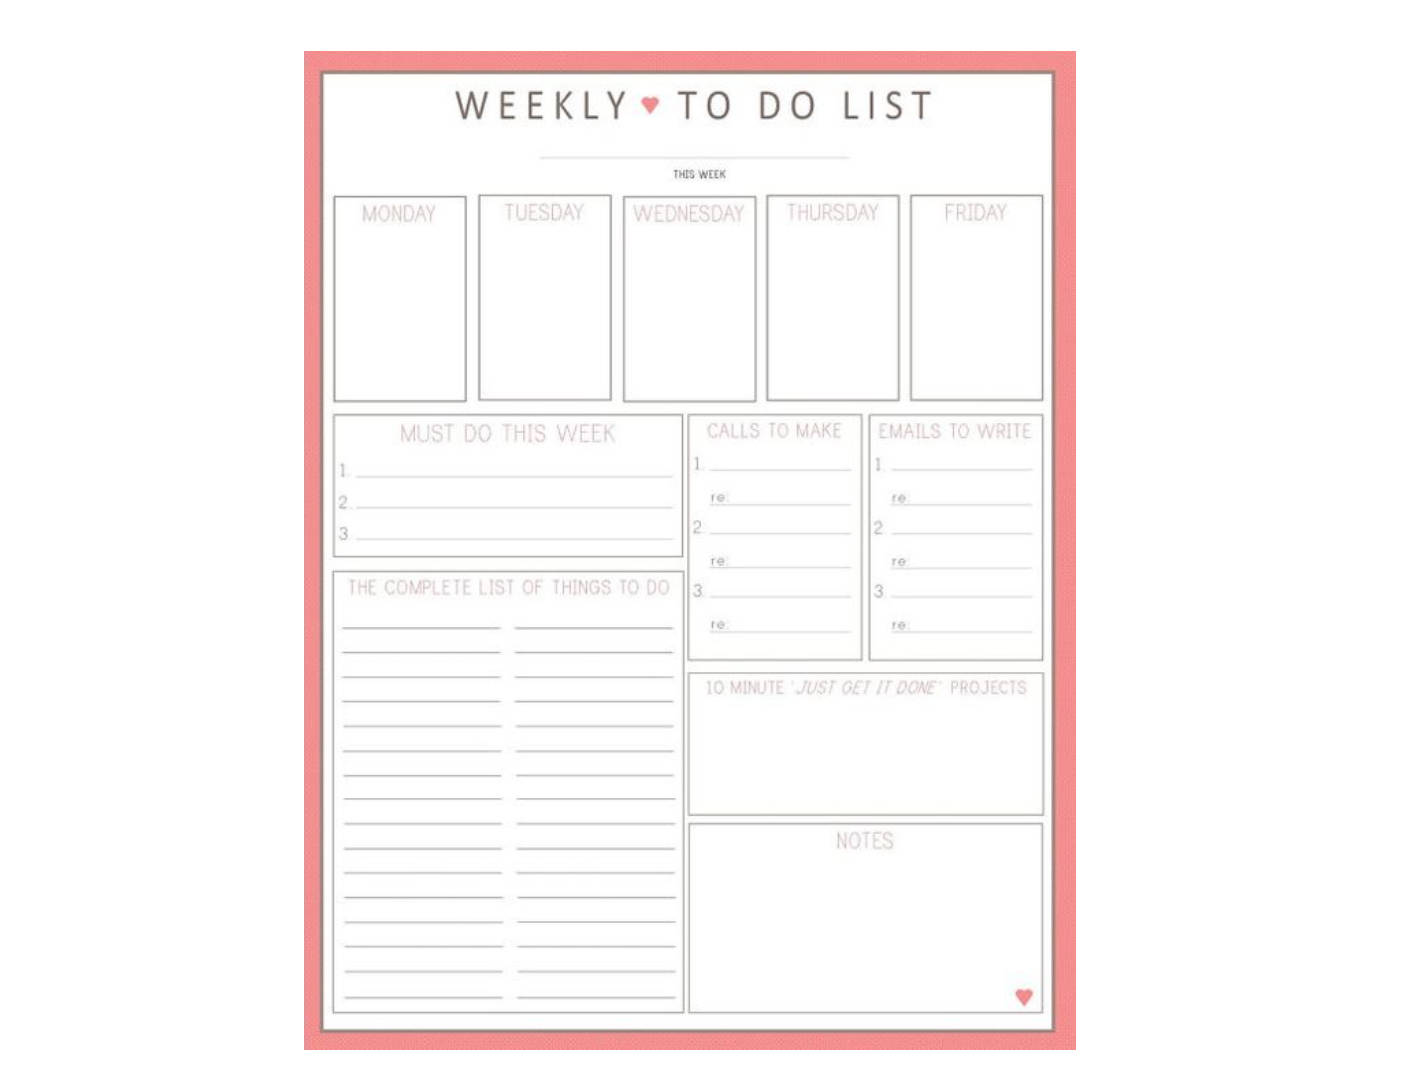 WEEKLY TO DO LIST
THIS WEEK
MONDAY
TUESDAY
WEDNESDAY
THURSDAY
FRIDAY
MUST DO THIS WEEK
1.
2.
3.
CALLS TO MAKE
1.
re:
2.
re:
3.
re:
EMAILS TO WRITE
1.
re:
2.
re:
3.
re:
THE COMPLETE LIST OF THINGS TO DO
10 MINUTE 'JUST GET IT DONE' PROJECTS
NOTES